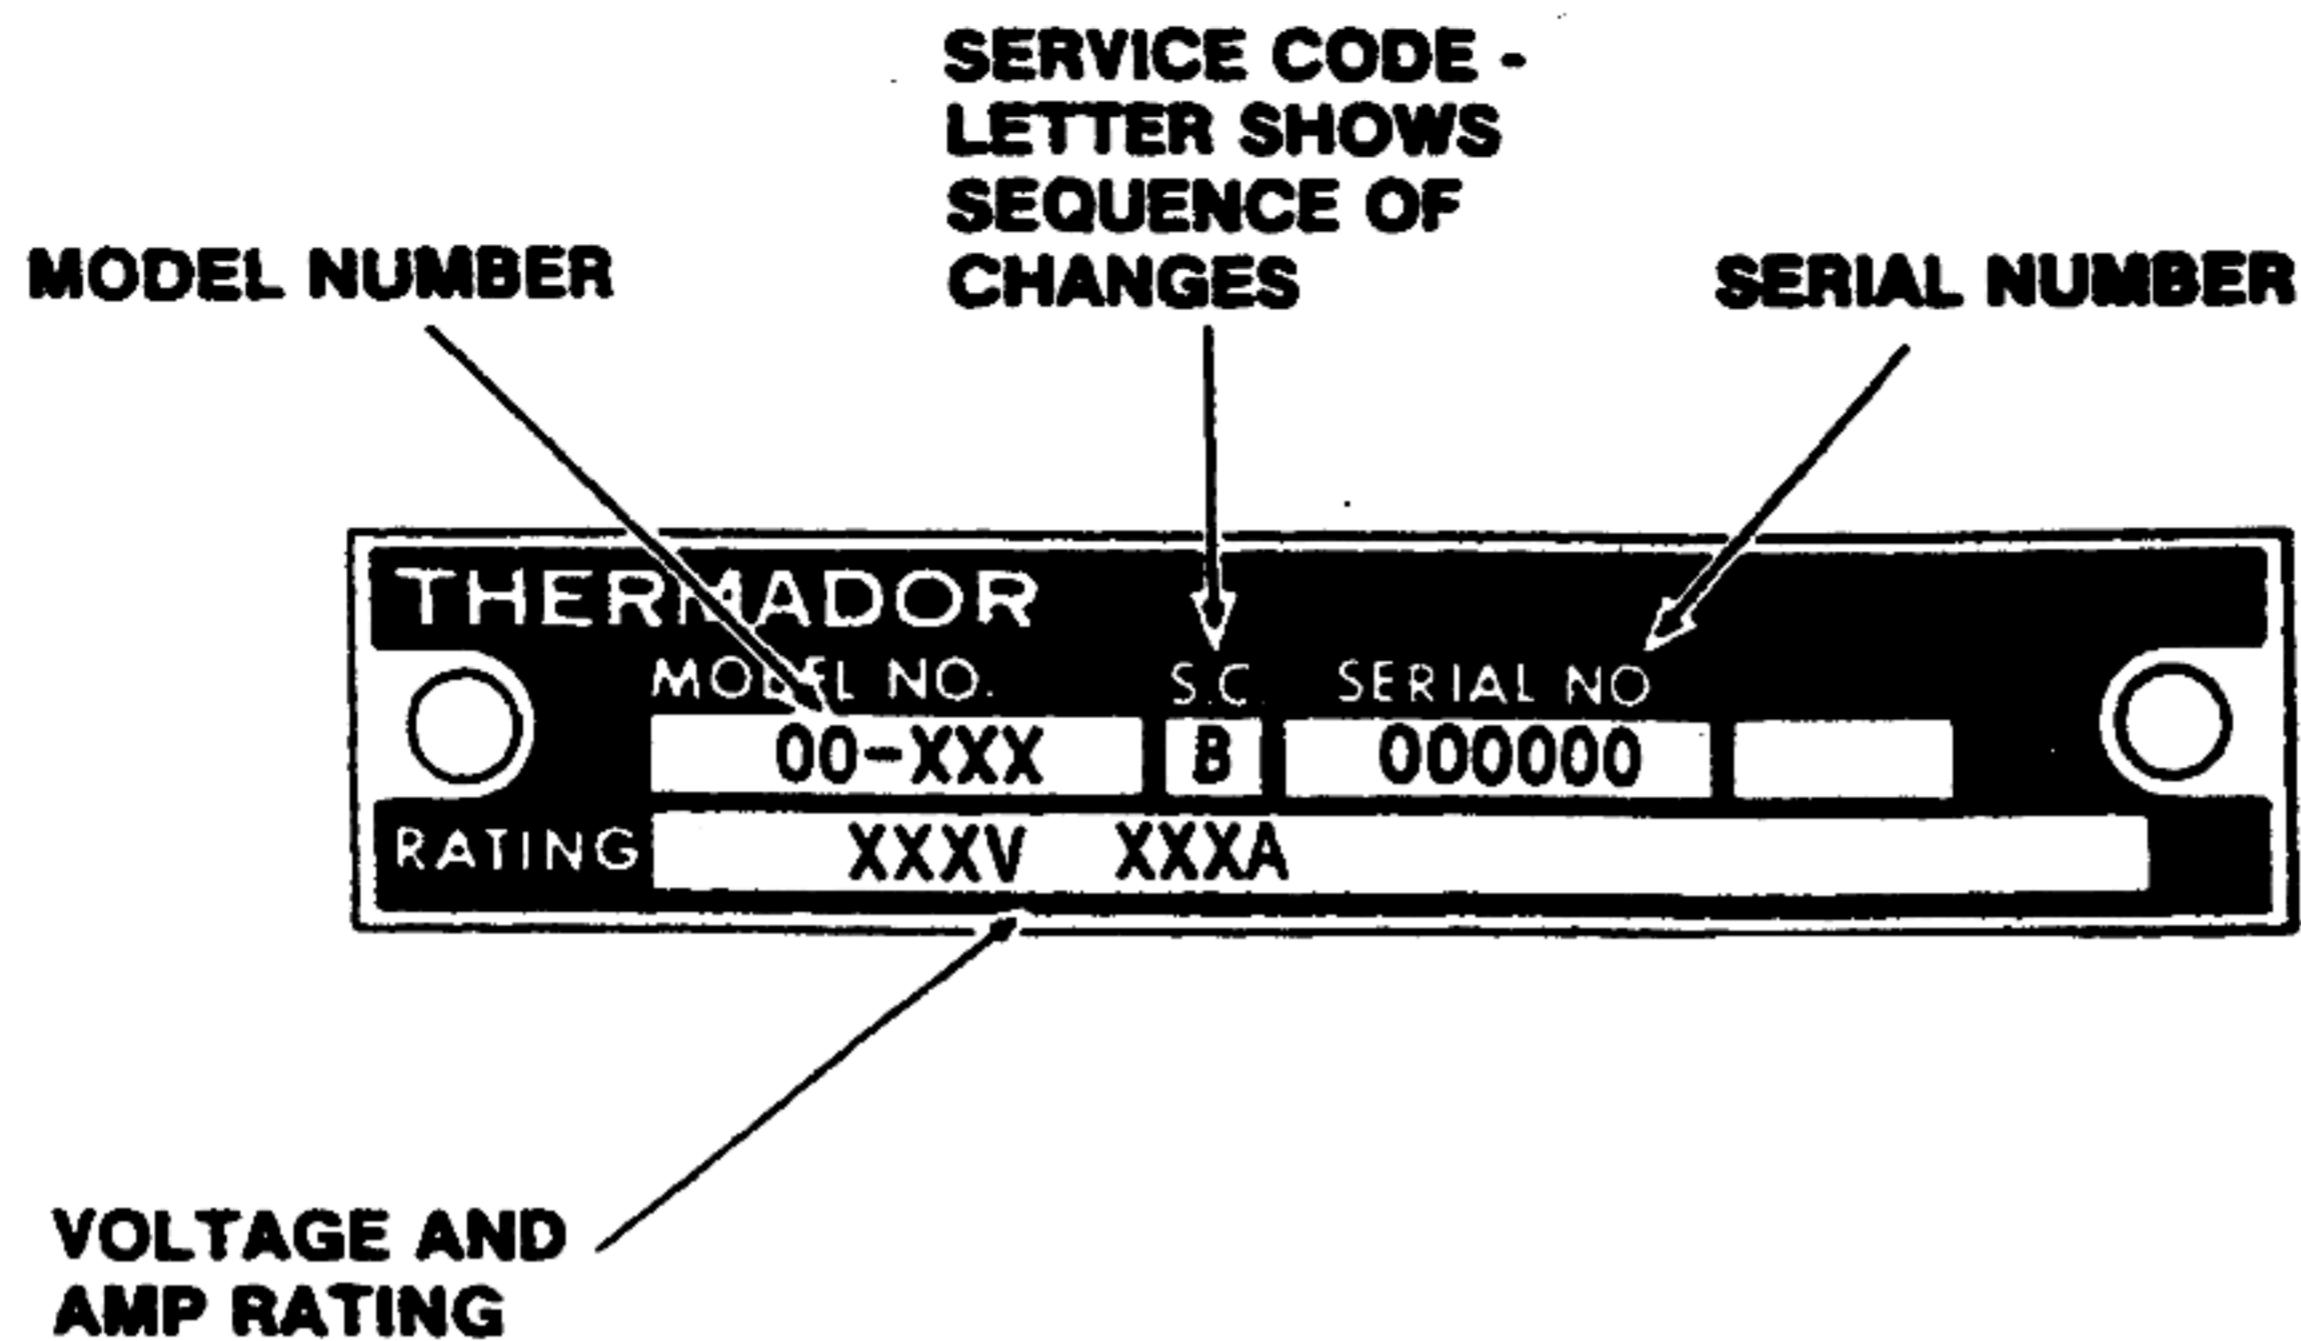 SERVICE CODE -
LETTER SHOWS
SEQUENCE OF
CHANGES
MODEL NUMBER
SERIAL NUMBER
THERMADOR
MODEL NO. S.C. SERIAL NO
00-XXX B 000000
RATING XXXV XXXA
VOLTAGE AND
AMP RATING